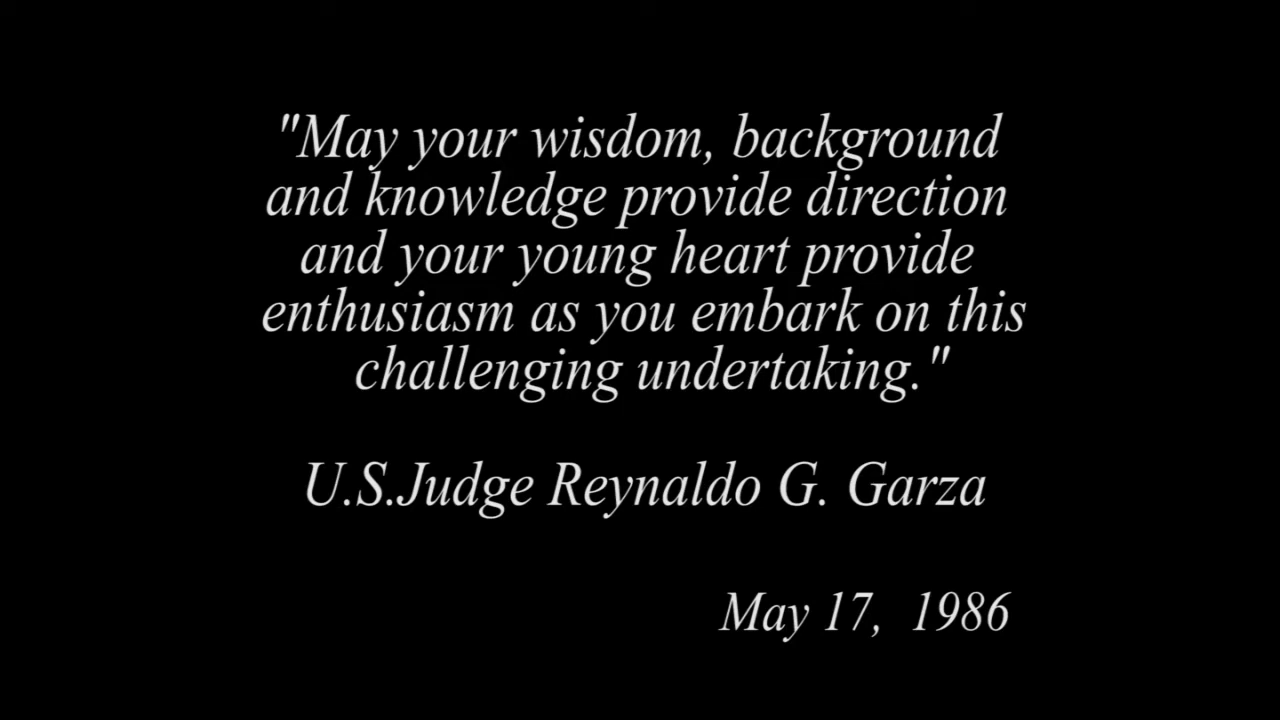 "May your wisdom, background
and knowledge provide direction
and your young heart provide
enthusiasm as you embark on this
challenging undertaking."
U.S.Judge Reynaldo G. Garza
May 17, 1986